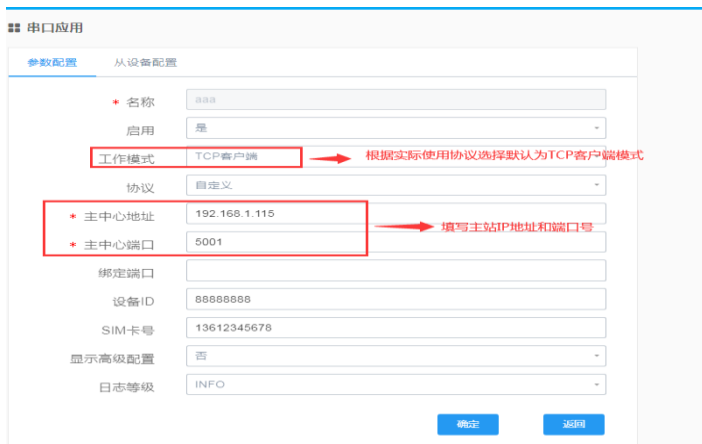 串口应用
参数配置 从设备配置
* 名称 aaa
启用 是
工作模式 TCP客户端 根据实际使用协议选择默认为TCP客户端模式
协议 自定义
* 主中心地址 192.168.1.115
填写主站IP地址和端口号
* 主中心端口 5001
绑定端口
设备ID 88888888
SIM卡号 13612345678
显示高级配置 否
日志等级 INFO
确定 返回